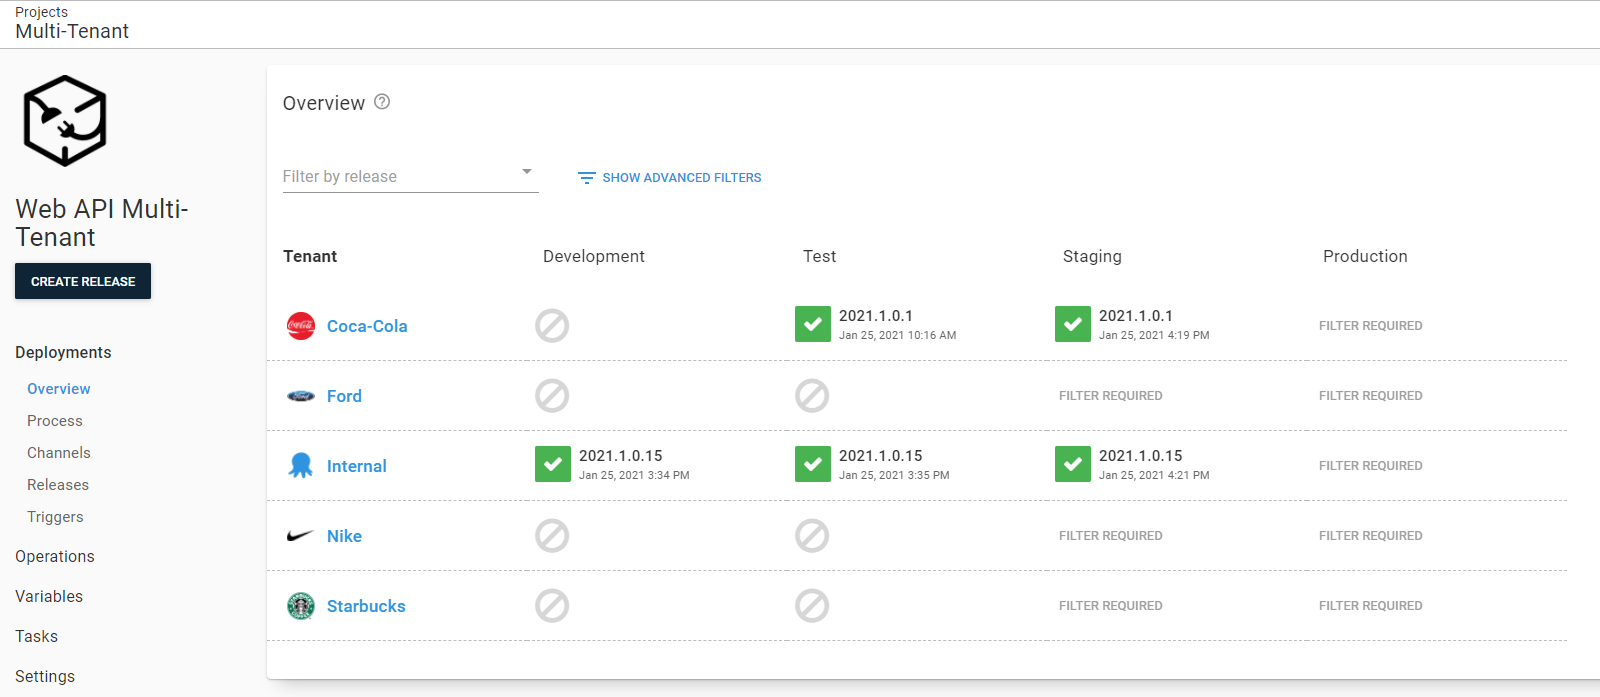 Projects
Multi-Tenant
Web API Multi-
Tenant
CREATE RELEASE
Deployments
Overview
Process
Channels
Releases
Triggers
Operations
Variables
Tasks
Settings
Overview
Filter by release
SHOW ADVANCED FILTERS
Tenant Development Test Staging Production
Coca-Cola 2021.1.0.1 2021.1.0.1 FILTER REQUIRED
Jan 25, 2021 10:16 AM Jan 25, 2021 4:19 PM
Ford FILTER REQUIRED FILTER REQUIRED
Internal 2021.1.0.15 2021.1.0.15 2021.1.0.15 FILTER REQUIRED
Jan 25, 2021 3:34 PM Jan 25, 2021 3:35 PM Jan 25, 2021 4:21 PM
Nike FILTER REQUIRED FILTER REQUIRED
Starbucks FILTER REQUIRED FILTER REQUIRED